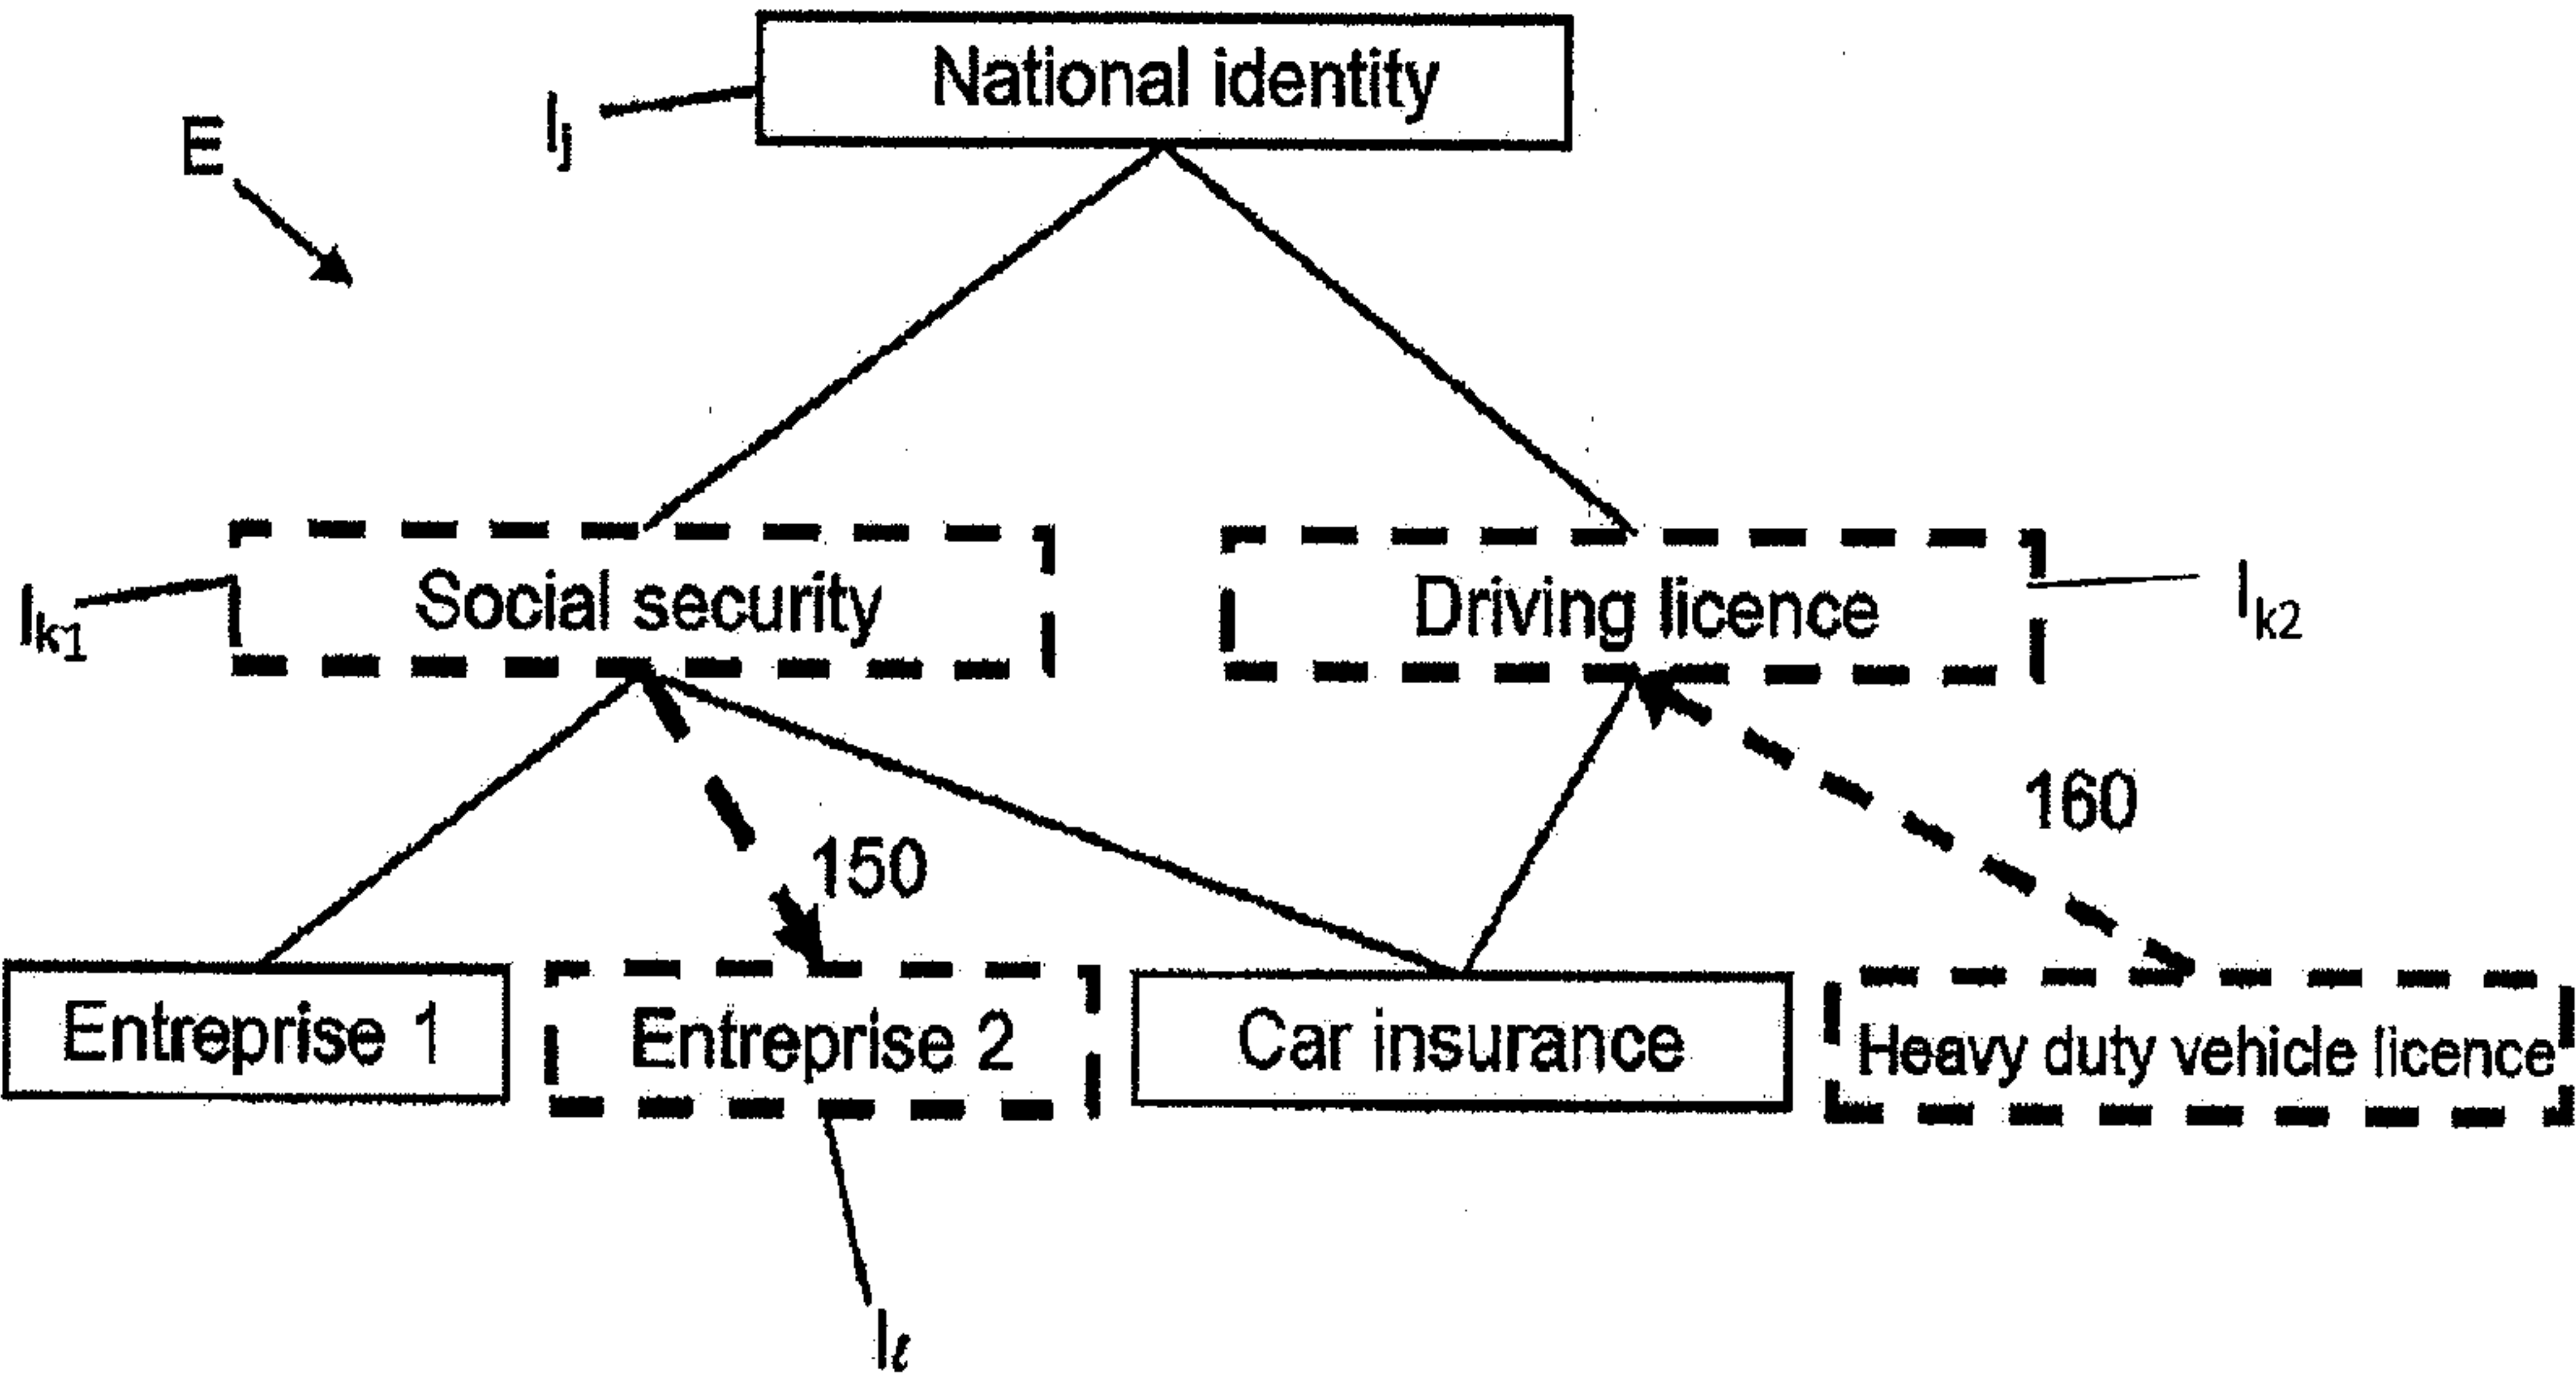 National identity
Ij
E
Social security
Driving licence
Ik1
Ik2
160
150
Entreprise 1
Entreprise 2
Car insurance
Heavy duty vehicle licence
Iℓ